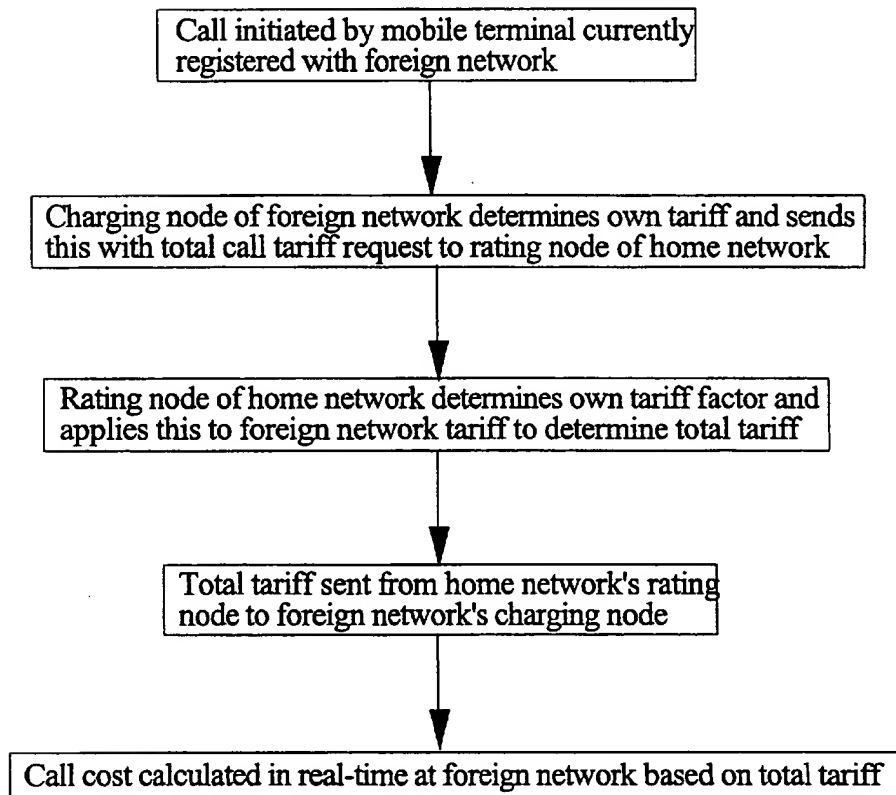 Call initiated by mobile terminal currently
registered with foreign network
Charging node of foreign network determines own tariff and sends
this with total call tariff request to rating node of home network
Rating node of home network determines own tariff factor and
applies this to foreign network tariff to determine total tariff
Total tariff sent from home network's rating
node to foreign network's charging node
Call cost calculated in real-time at foreign network based on total tariff